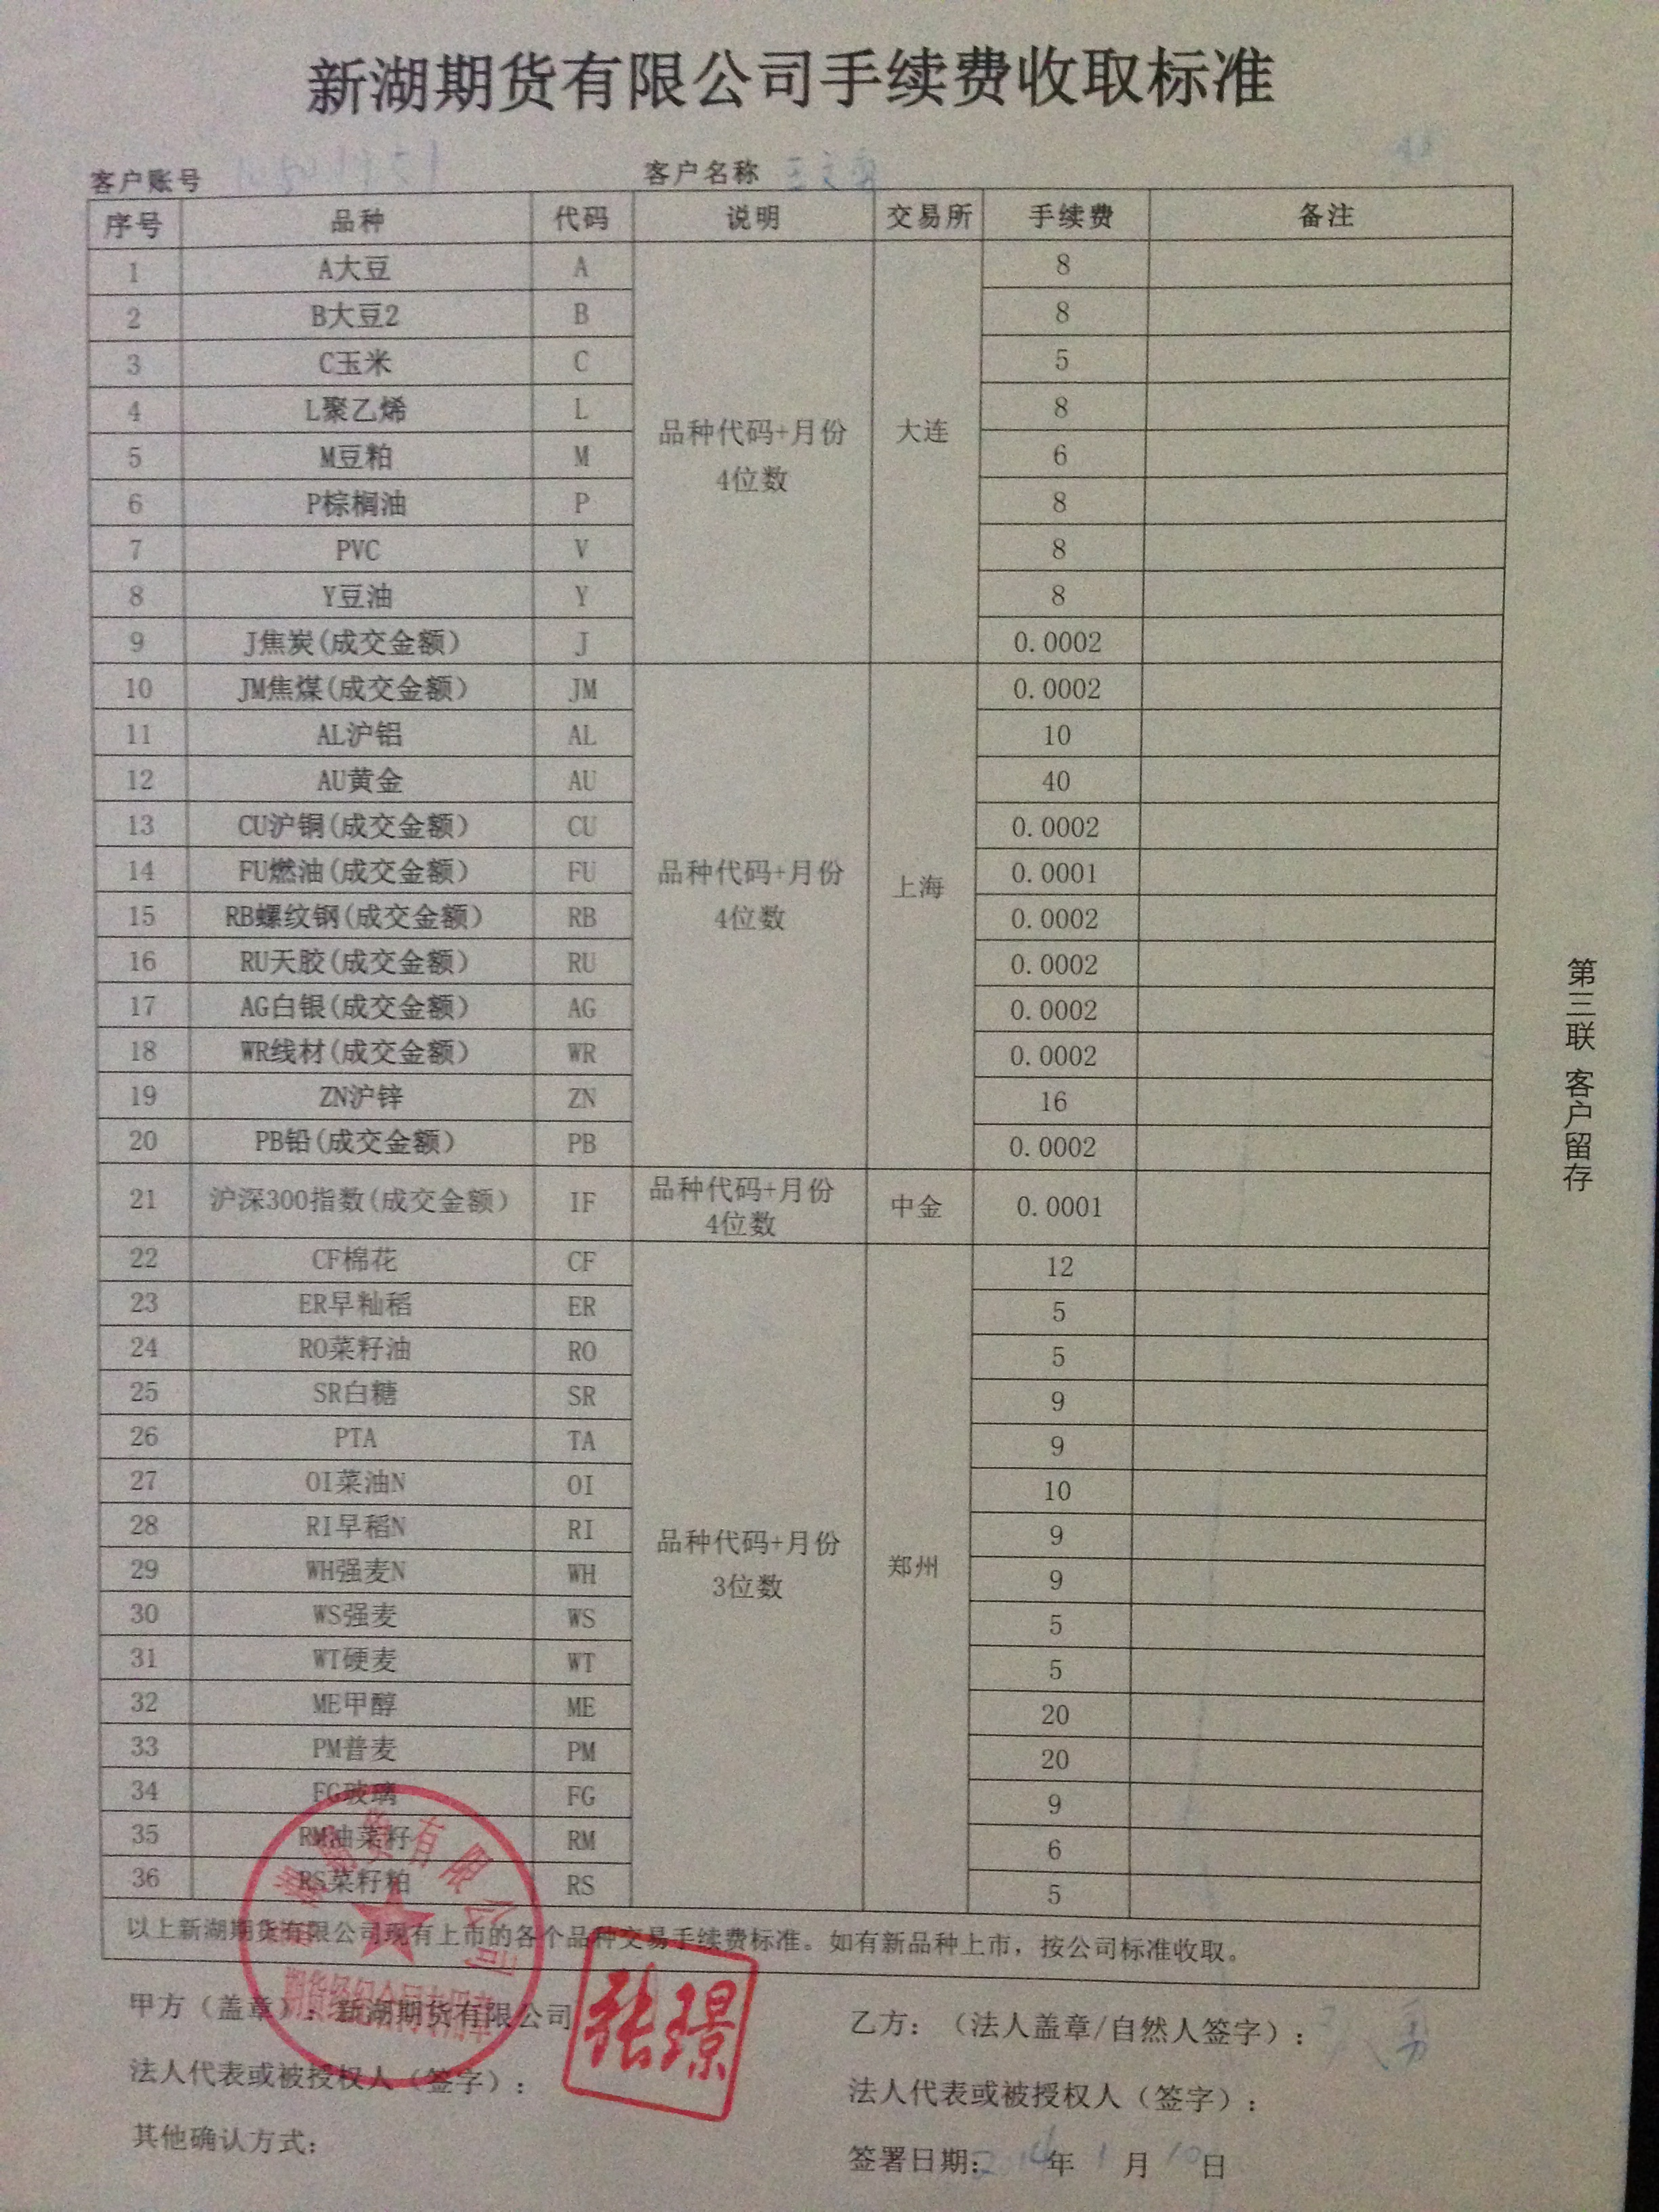 新湖期货有限公司手续费收取标准
客户账号 客户名称
序号 品种 代码 说明 交易所 手续费 备注
1 A大豆 A 8
2 B大豆2 B 8
3 C玉米 C 5
4 L聚乙烯 L 8
品种代码+月份 大连
5 M豆粕 M 6
4位数
6 P棕榈油 P 8
7 PVC V 8
8 Y豆油 Y 8
9 J焦炭(成交金额) J 0.0002
10 JM焦煤(成交金额) JM 0.0002
11 AL沪铝 AL 10
12 AU黄金 AU 40
13 CU沪铜(成交金额) CU 0.0002
14 FU燃油(成交金额) FU 品种代码+月份 上海 0.0001
15 RB螺纹钢(成交金额) RB 4位数 0.0002
16 RU天胶(成交金额) RU 0.0002
17 AG白银(成交金额) AG 0.0002
18 WR线材(成交金额) WR 0.0002
19 ZN沪锌 ZN 16
20 PB铅(成交金额) PB 0.0002
21 沪深300指数(成交金额) IF 品种代码+月份 中金 0.0001
4位数
22 CF棉花 CF 12
23 ER早籼稻 ER 5
24 RO菜籽油 RO 5
25 SR白糖 SR 9
26 PTA TA 9
27 OI菜油N OI 10
28 RI早稻N RI 品种代码+月份 9
29 WH强麦N WH 3位数 郑州 9
30 WS强麦 WS 5
31 WT硬麦 WT 5
32 ME甲醇 ME 20
33 PM普麦 PM 20
34 FG玻璃 FG 9
35 RM油菜籽 RM 6
36 RS菜籽粕 RS 5
以上新湖期货有限公司现有上市的各个品种交易手续费标准。如有新品种上市，按公司标准收取。
甲方（盖章）：新湖期货有限公司
乙方：（法人盖章/自然人签字）：
法人代表或被授权人（签字）：
法人代表或被授权人（签字）：
其他确认方式：
签署日期：2014年1月10日
张璟
第三联 客户留存